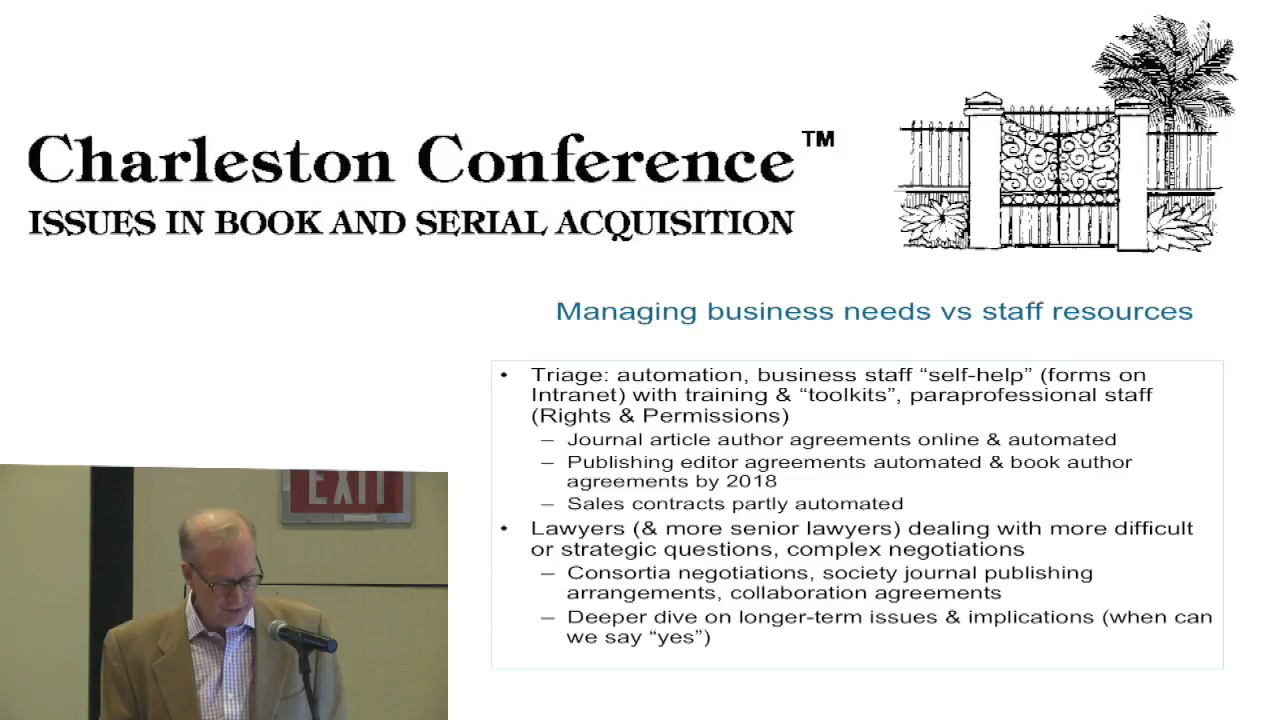 Charleston Conference™
ISSUES IN BOOK AND SERIAL ACQUISITION
Managing business needs vs staff resources
• Triage: automation, business staff “self-help” (forms on
Intranet) with training & “toolkits”, paraprofessional staff
(Rights & Permissions)
– Journal article author agreements online & automated
– Publishing editor agreements automated & book author
agreements by 2018
– Sales contracts partly automated
• Lawyers (& more senior lawyers) dealing with more difficult
or strategic questions, complex negotiations
– Consortia negotiations, society journal publishing
arrangements, collaboration agreements
– Deeper dive on longer-term issues & implications (when can
we say “yes”)
EXIT